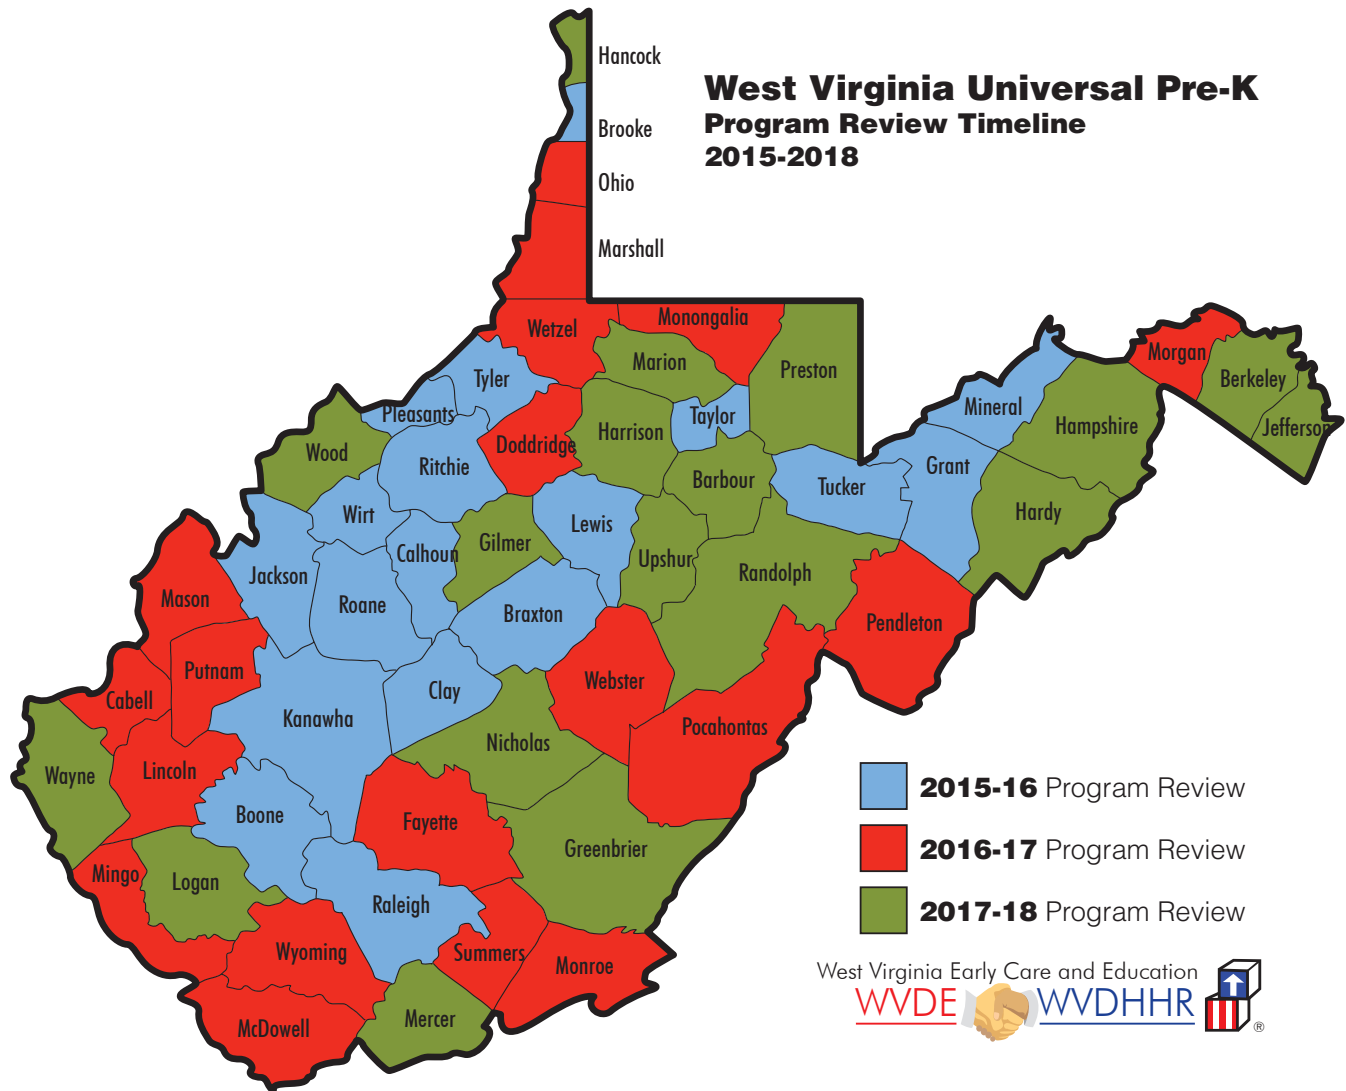 Hancock
West Virginia Universal Pre-K
Program Review Timeline
2015-2018
Brooke
Ohio
Marshall
Wetzel
Monongalia
Marion
Preston
Morgan
Berkeley
Jefferson
Tyler
Pleasants
Taylor
Mineral
Hampshire
Wood
Ritchie
Doddridge
Harrison
Barbour
Tucker
Grant
Hardy
Wirt
Calhoun
Gilmer
Lewis
Upshur
Randolph
Jackson
Roane
Braxton
Mason
Pendleton
Putnam
Cabell
Clay
Webster
Kanawha
Pocahontas
Nicholas
Wayne
Lincoln
Boone
Fayette
Greenbrier
Mingo
Logan
Raleigh
Wyoming
Summers
Monroe
McDowell
Mercer
2015-16 Program Review
2016-17 Program Review
2017-18 Program Review
West Virginia Early Care and Education
WVDE WVDHHR
®